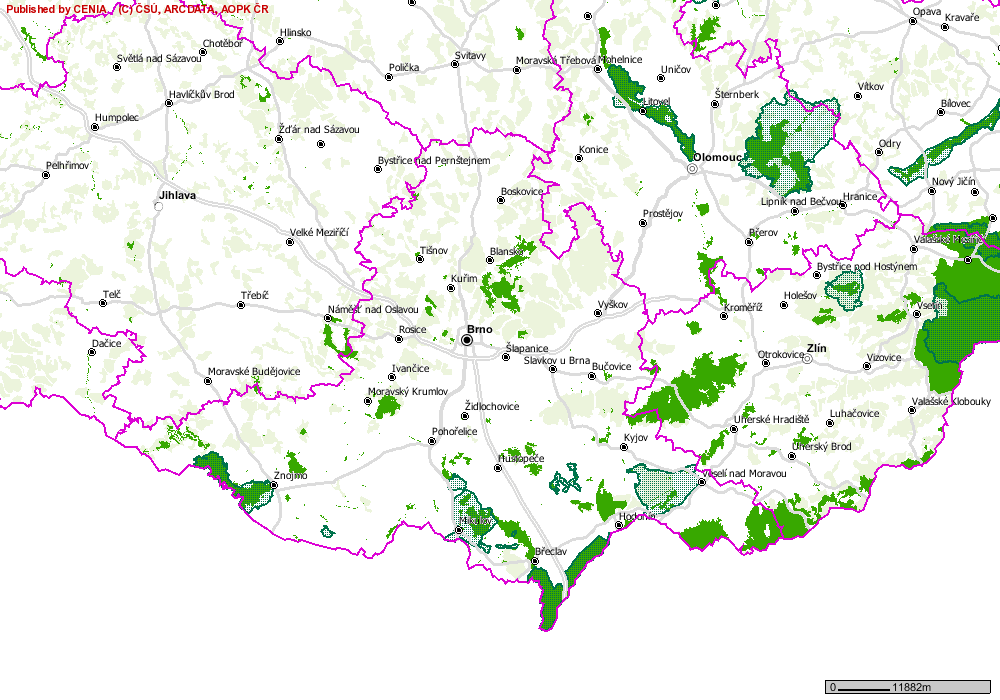 Published by CENIA, (C) ČSÚ, ARCDATA, AOPK ČR
Opava
Kravaře
Hlinsko
Chotěboř
Světlá nad Sázavou
Svitavy
Polička
Moravská Třebová
Mohelnice
Uničov
Vítkov
Havlíčkův Brod
Litovel
Šternberk
Bílovec
Humpolec
Žďár nad Sázavou
Odry
Konice
Olomouc
Pelhřimov
Bystřice nad Pernštejnem
Nový Jičín
Jihlava
Boskovice
Lipník nad Bečvou
Hranice
Prostějov
Velké Meziříčí
Přerov
Tišnov
Blansko
Bystřice pod Hostýnem
Kuřim
Telč
Třebíč
Holešov
Vyškov
Kroměříž
Vsetín
Náměšť nad Oslavou
Rosice
Brno
Dačice
Šlapanice
Zlín
Otrokovice
Vizovice
Slavkov u Brna
Bučovice
Ivančice
Moravské Budějovice
Moravský Krumlov
Židlochovice
Valašské Klobouky
Luhačovice
Uherské Hradiště
Pohořelice
Kyjov
Uherský Brod
Hustopeče
Znojmo
Veselí nad Moravou
Mikulov
Hodonín
Břeclav
0 11882m